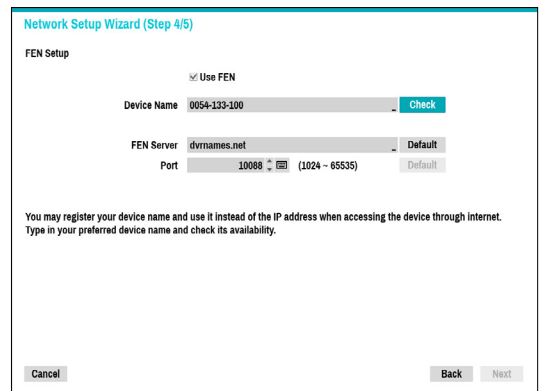 Network Setup Wizard (Step 4/5)
FEN Setup
Use FEN
Device Name 0054-133-100 Check
FEN Server dvrnames.net Default
Port 10088 (1024 ~ 65535) Default
You may register your device name and use it instead of the IP address when accessing the device through internet.
Type in your preferred device name and check its availability.
Cancel Back Next